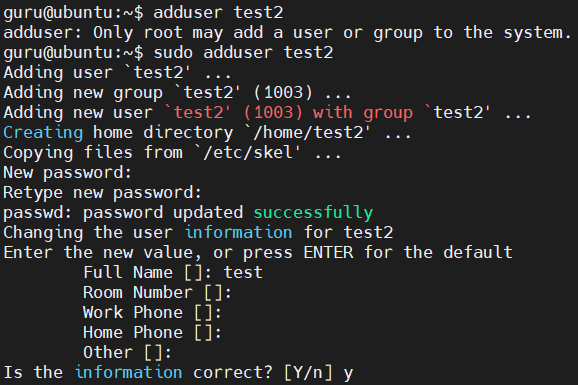 guru@ubuntu:~$ adduser test2
adduser: Only root may add a user or group to the system.
guru@ubuntu:~$ sudo adduser test2
Adding user `test2' ...
Adding new group `test2' (1003) ...
Adding new user `test2' (1003) with group `test2' ...
Creating home directory `/home/test2' ...
Copying files from `/etc/skel' ...
New password:
Retype new password:
passwd: password updated successfully
Changing the user information for test2
Enter the new value, or press ENTER for the default
        Full Name []: test
        Room Number []:
        Work Phone []:
        Home Phone []:
        Other []:
Is the information correct? [Y/n] y